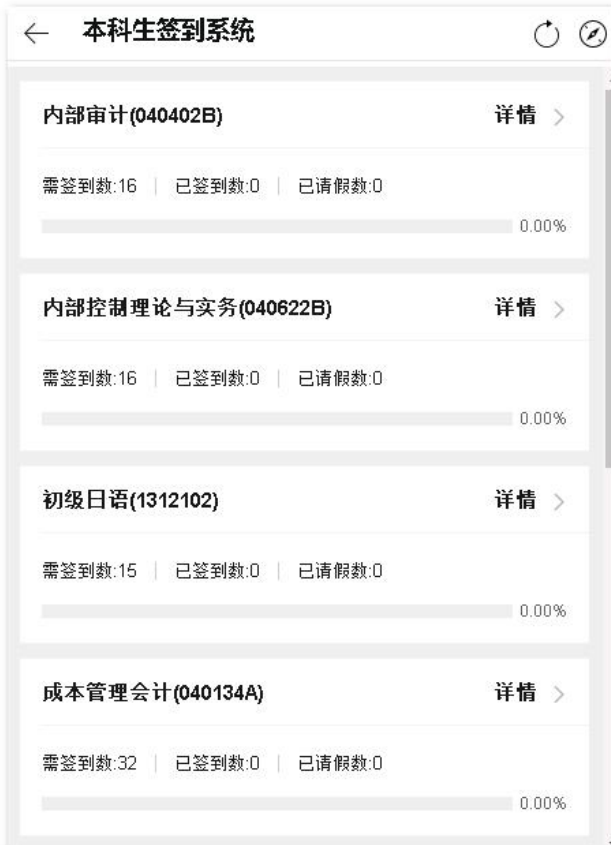 本科生签到系统
内部审计(040402B) 详情
需签到数:16 已签到数:0 已请假数:0
0.00%
内部控制理论与实务(040622B) 详情
需签到数:16 已签到数:0 已请假数:0
0.00%
初级日语(1312102) 详情
需签到数:15 已签到数:0 已请假数:0
0.00%
成本管理会计(040134A) 详情
需签到数:32 已签到数:0 已请假数:0
0.00%